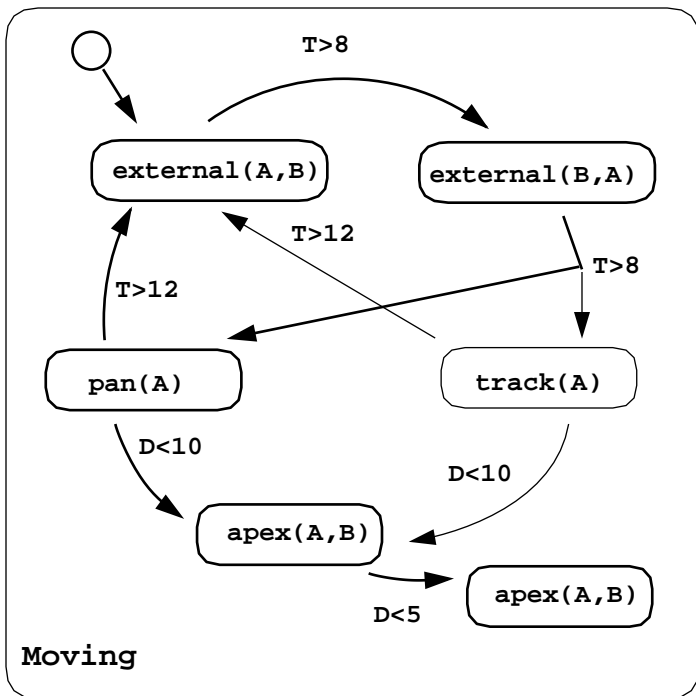 T>8
external(A,B)
external(B,A)
T>12
T>8
T>12
pan(A)
track(A)
D<10
D<10
apex(A,B)
apex(A,B)
D<5
Moving